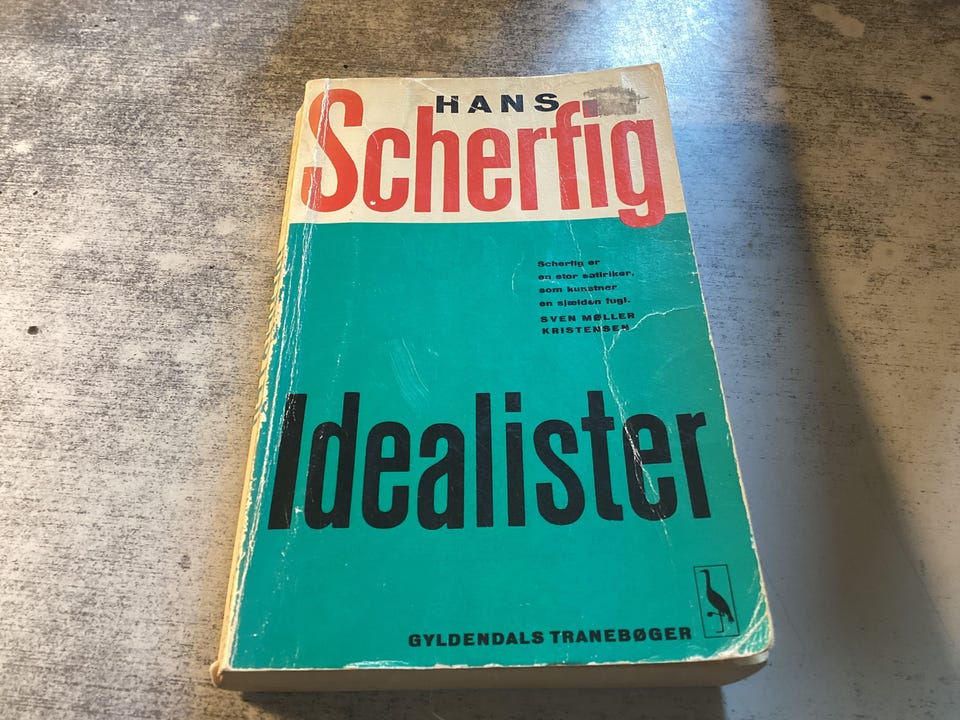 HANS
Scherfig
Scherfig er
en stor satiriker,
som kunstner
en sjælden fugl.
SVEN MØLLER
KRISTENSEN
Idealister
GYLDENDALS TRANEBØGER